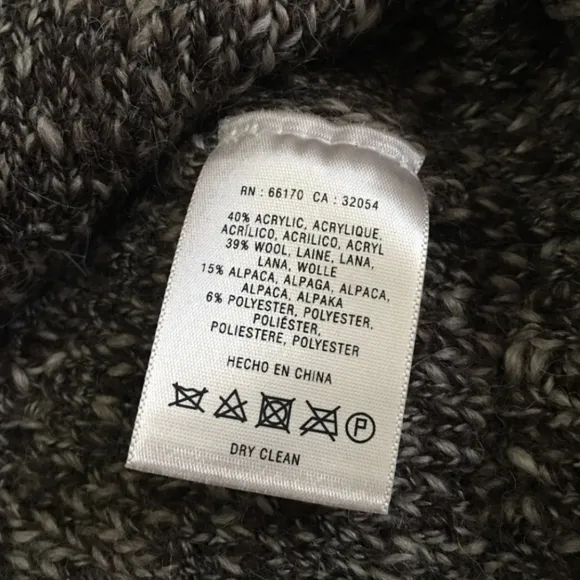 RN : 66170 CA : 32054
40% ACRYLIC, ACRYLIQUE,
ACRÍLICO, ACRILICO, ACRYL
39% WOOL, LAINE, LANA,
LANA, WOLLE
15% ALPACA, ALPAGA, ALPACA,
ALPACA, ALPAKA
6% POLYESTER, POLYESTER,
POLIÉSTER,
POLIESTERE, POLYESTER
HECHO EN CHINA
P
DRY CLEAN